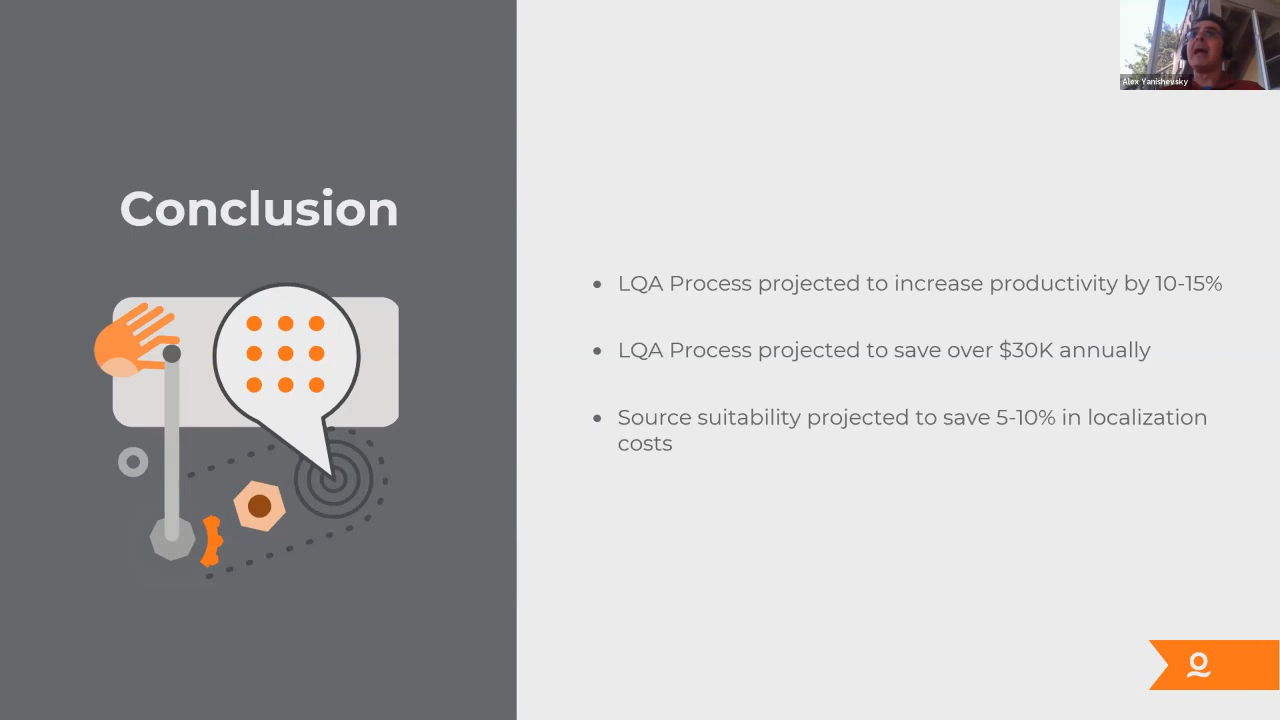 Alex Yanishevsky
Conclusion
LQA Process projected to increase productivity by 10-15%
LQA Process projected to save over $30K annually
Source suitability projected to save 5-10% in localization
costs